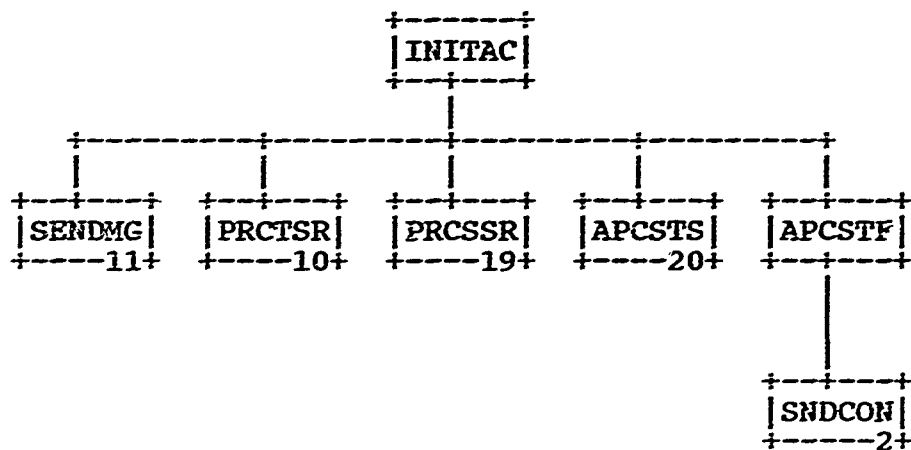 INITAC
SENDMG PRCTSR PRCSSR APCSTS APCSTF
11 10 19 20
SNDCON
2